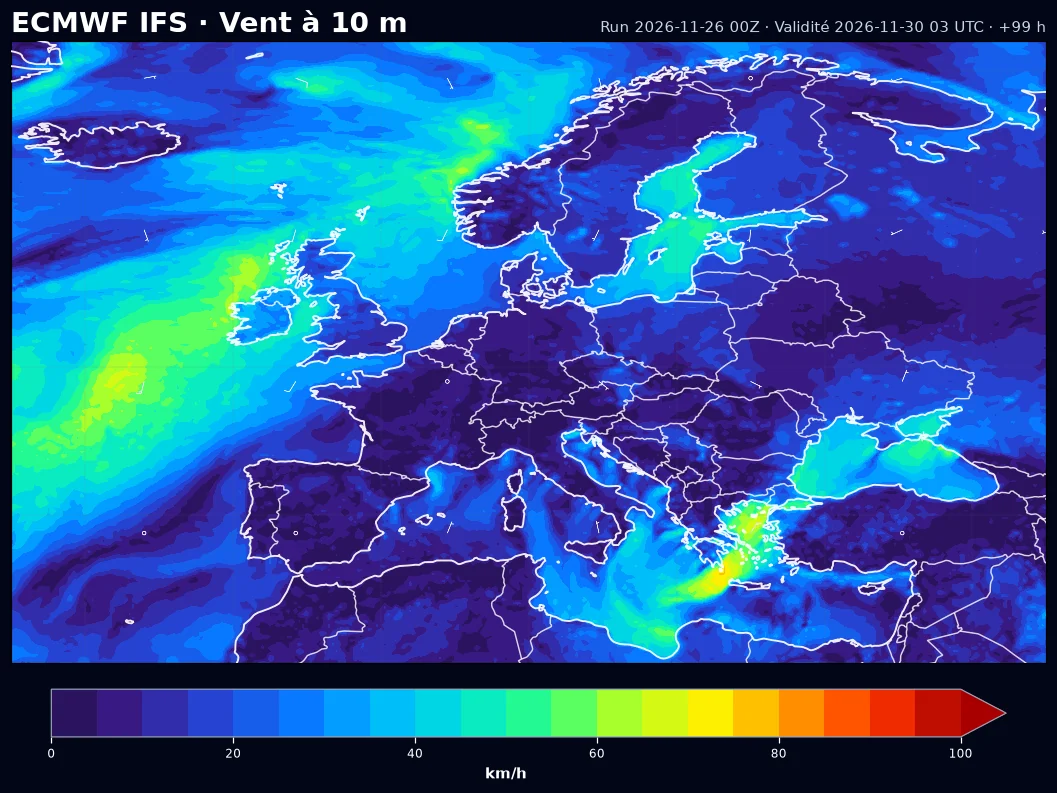 ECMWF IFS · Vent à 10 m
Run 2026-11-26 00Z · Validité 2026-11-30 03 UTC · +99 h
0 20 40 60 80 100
km/h